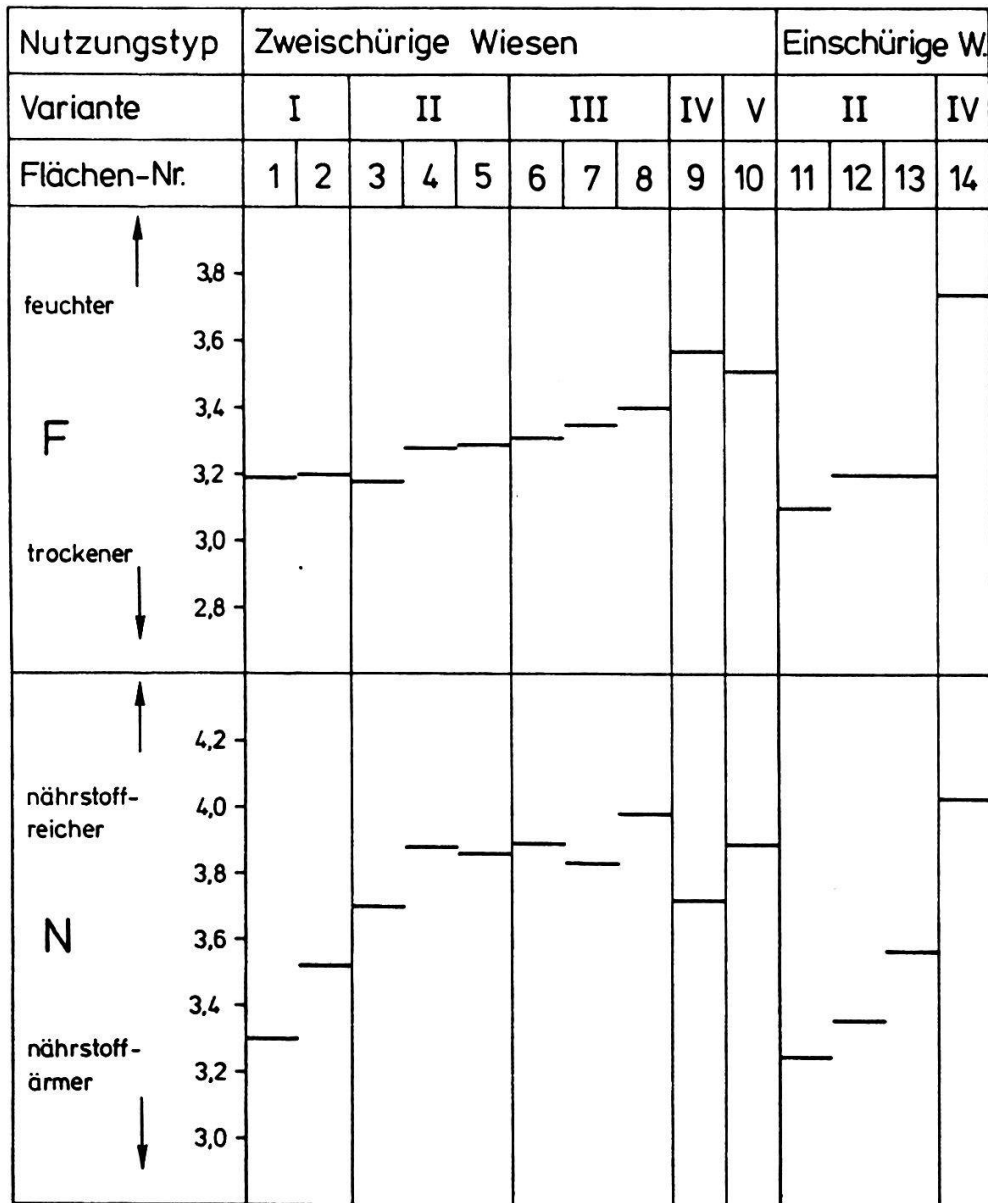 Nutzungstyp Zweischürige Wiesen Einschürige W.
Variante I II III IV V II IV
Flächen-Nr. 1 2 3 4 5 6 7 8 9 10 11 12 13 14
3,8
feuchter
3,6
3,4
F
3,2
3,0
trockener
2,8
4,2
nährstoff-
reicher
4,0
3,8
N
3,6
3,4
nährstoff-
ärmer
3,2
3,0